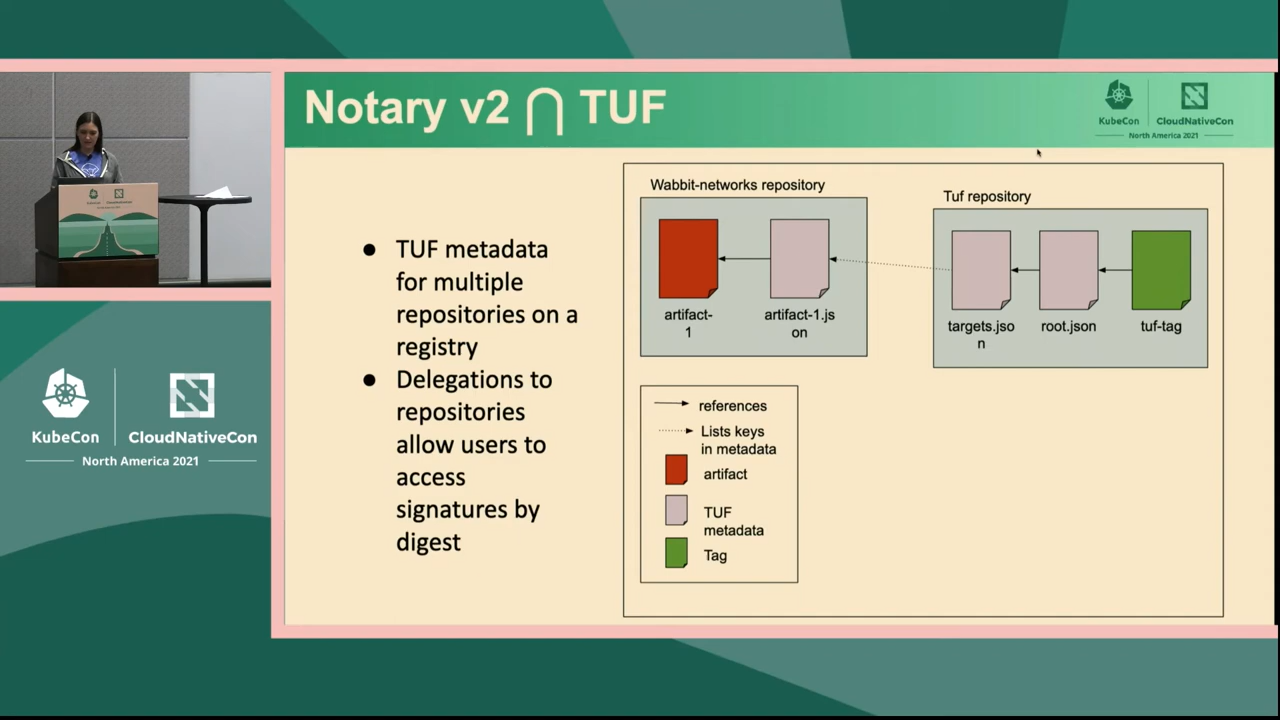 Notary v2 ⋂ TUF
KubeCon
CloudNativeCon
North America 2021
● TUF metadata
for multiple
repositories on a
registry
● Delegations to
repositories
allow users to
access
signatures by
digest
Wabbit-networks repository
artifact-
1
artifact-1.js
on
Tuf repository
targets.jso
n
root.json
tuf-tag
references
Lists keys
in metadata
artifact
TUF
metadata
Tag
KubeCon
CloudNativeCon
North America 2021